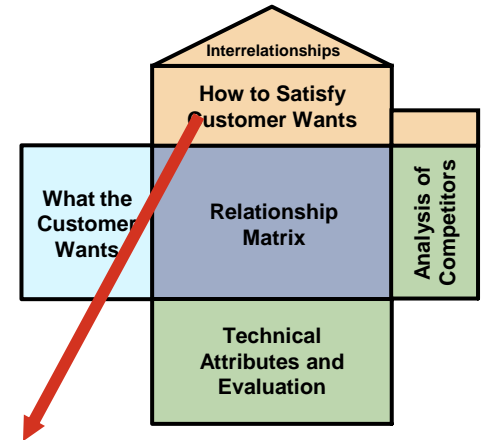 Interrelationships
How to Satisfy
Customer Wants
What the
Customer
Wants
Relationship
Matrix
Analysis of
Competitors
Technical
Attributes and
Evaluation